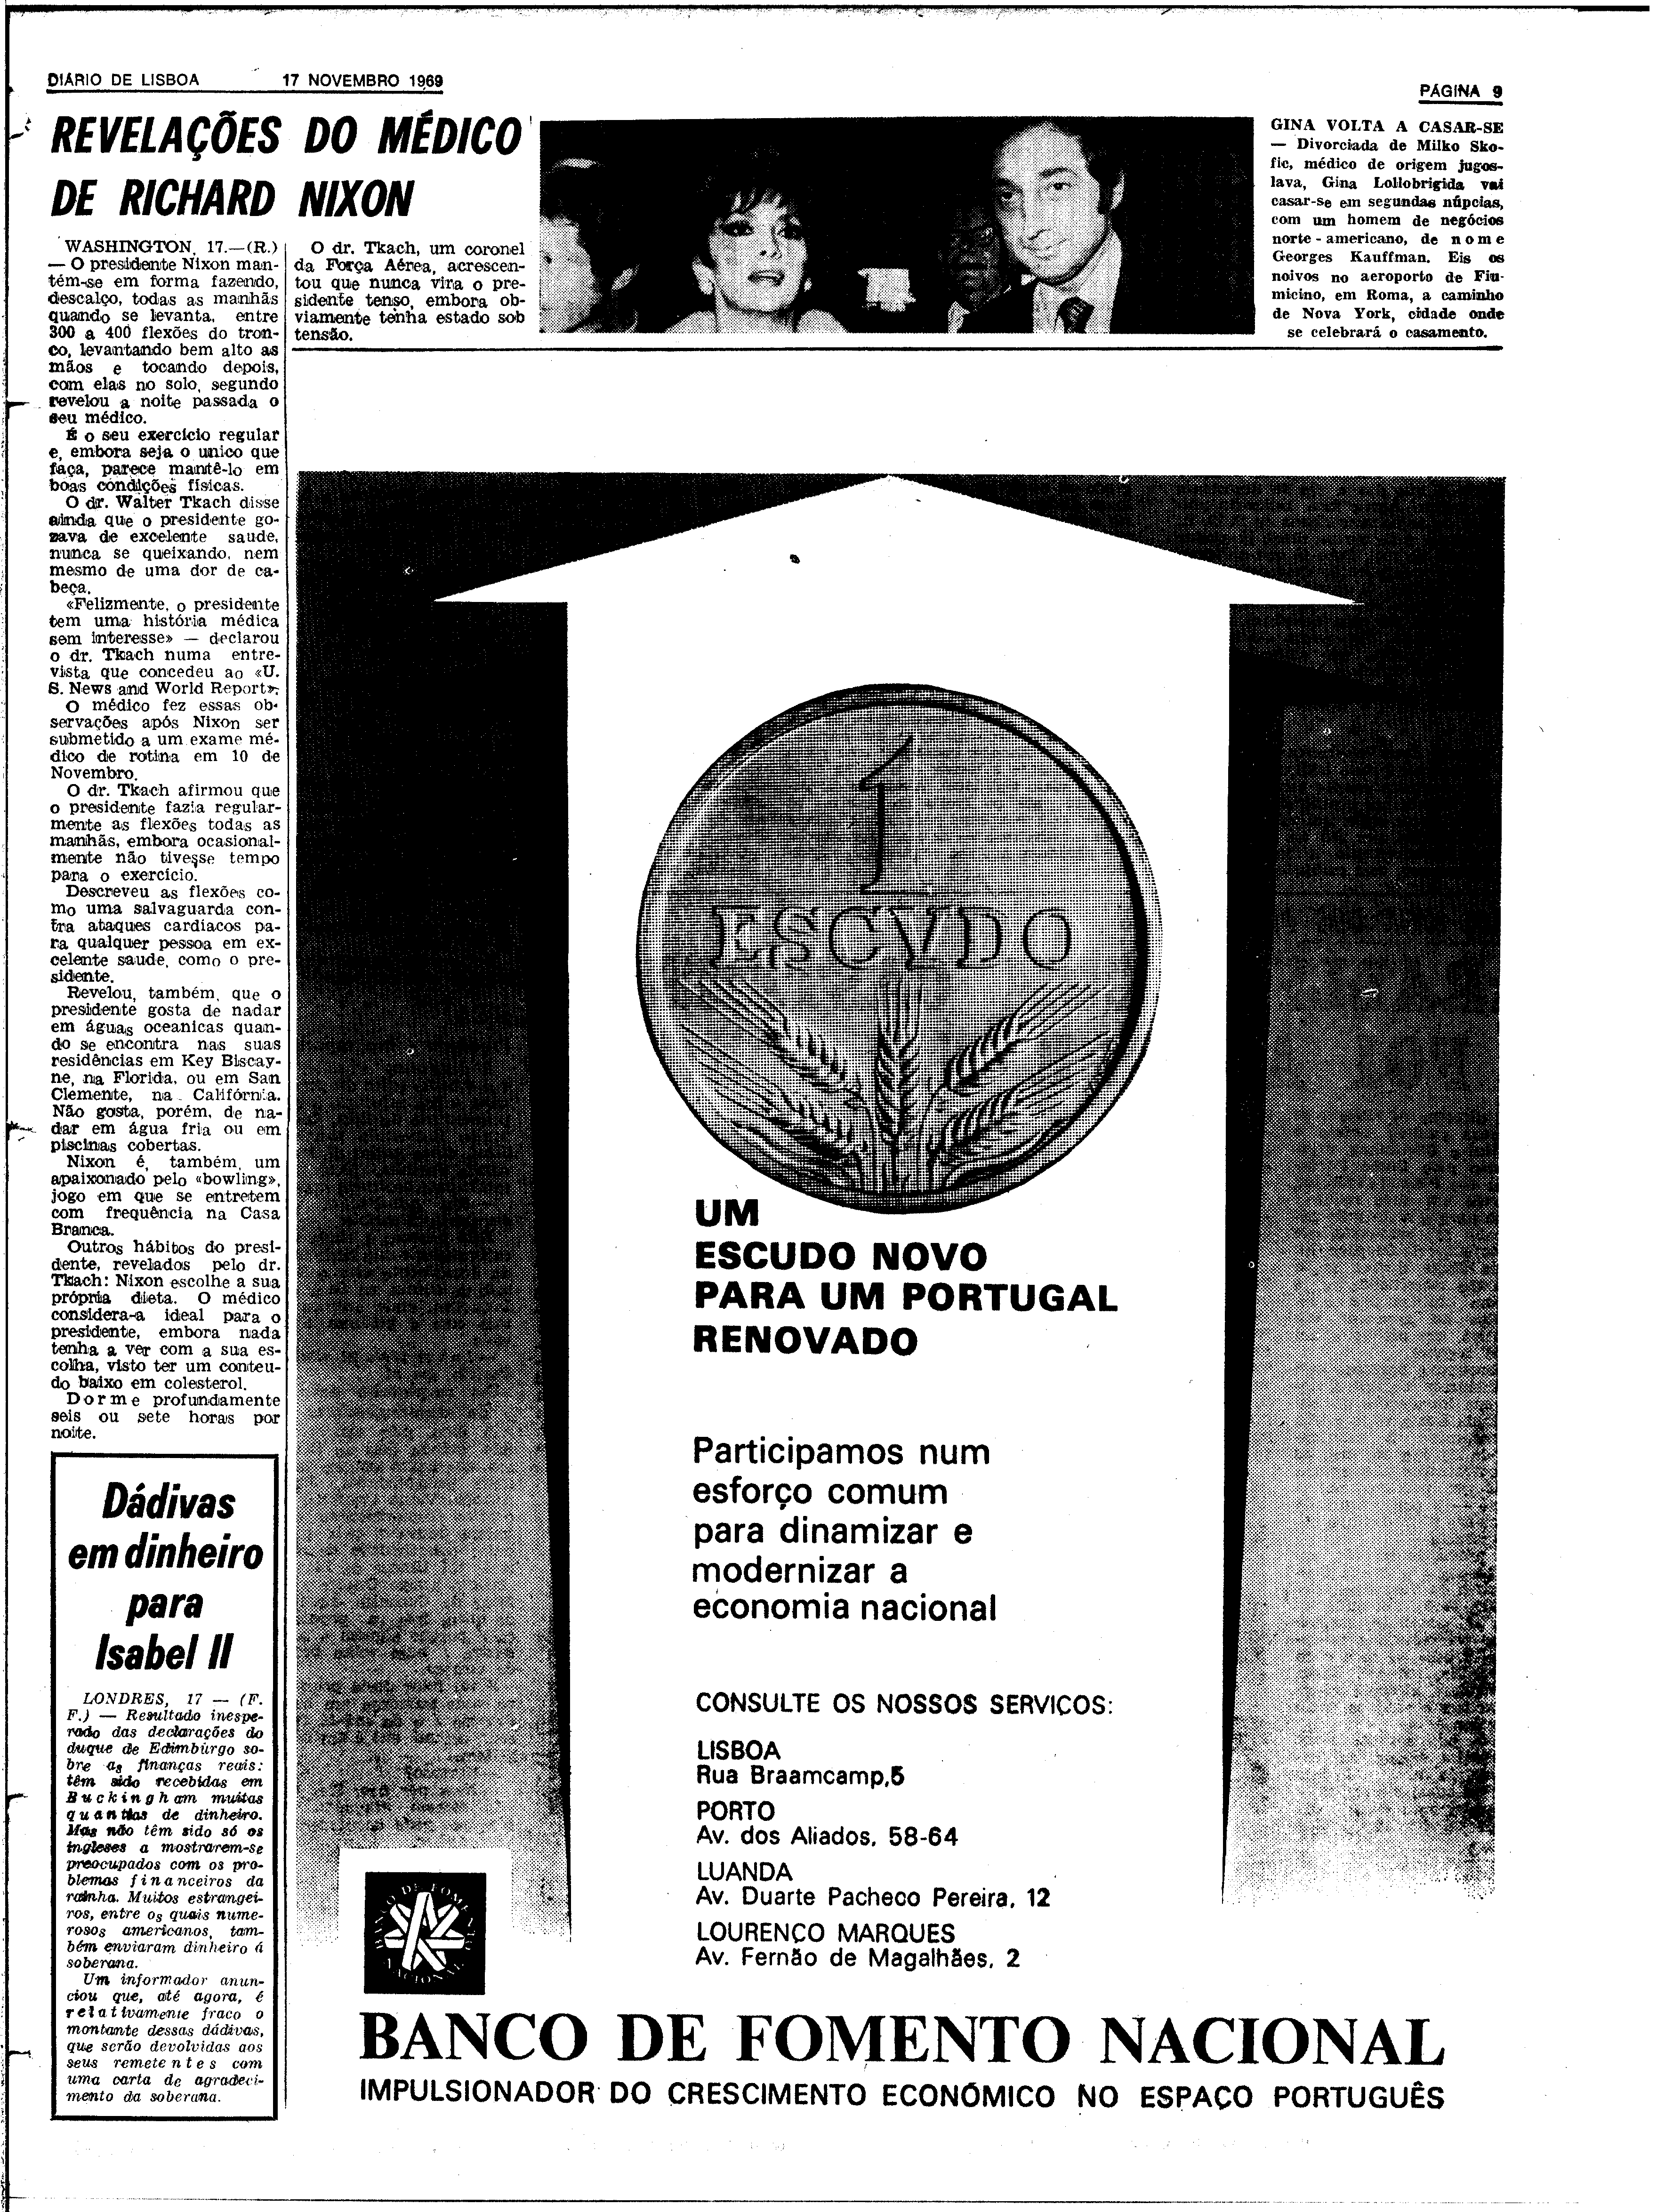 DIÁRIO DE LISBOA 17 NOVEMBRO 1969
PÁGINA 9
REVELAÇÕES DO MÉDICO
DE RICHARD NIXON
WASHINGTON, 17.—(R.)
— O presidente Nixon man-
tém-se em forma fazendo,
descalço, todas as manhãs
quando se levanta, entre
300 a 400 flexões do tron-
co, levantando bem alto as
mãos e tocando depois,
com elas no solo, segundo
revelou a noite passada o
seu médico.
É o seu exercício regular
e, embora seja o unico que
faça, parece mantê-lo em
boas condições físicas.
O dr. Walter Tkach disse
ainda que o presidente go-
zava de excelente saude,
nunca se queixando, nem
mesmo de uma dor de ca-
beça.
«Felizmente, o presidente
tem uma história médica
sem interesse» — declarou
o dr. Tkach numa entre-
vista que concedeu ao «U.
S. News and World Report».
O médico fez essas ob-
servações após Nixon ser
submetido a um exame mé-
dico de rotina em 10 de
Novembro.
O dr. Tkach afirmou que
o presidente fazia regular-
mente as flexões todas as
manhãs, embora ocasional-
mente não tivesse tempo
para o exercício.
Descreveu as flexões co-
mo uma salvaguarda con-
tra ataques cardíacos pa-
ra qualquer pessoa em ex-
celente saude, como o pre-
sidente.
Revelou, também, que o
presidente gosta de nadar
em águas oceanicas quan-
do se encontra nas suas
residências em Key Biscay-
ne, na Florida, ou em San
Clemente, na Califórnia.
Não gosta, porém, de na-
dar em água fria ou em
piscinas cobertas.
Nixon é, também, um
apaixonado pelo «bowling»,
jogo em que se entretem
com frequência na Casa
Branca.
Outros hábitos do presi-
dente, revelados pelo dr.
Tkach: Nixon escolhe a sua
própria dieta. O médico
considera-a ideal para o
presidente, embora nada
tenha a ver com a sua es-
colha, visto ter um conteu-
do baixo em colesterol.
Dorme profundamente
seis ou sete horas por
noite.
O dr. Tkach, um coronel
da Força Aérea, acrescen-
tou que nunca vira o pre-
sidente tenso, embora ob-
viamente tenha estado sob
tensão.
GINA VOLTA A CASAR-SE
— Divorciada de Milko Sko-
fic, médico de origem jugos-
lava, Gina Lollobrigida vai
casar-se em segundas núpcias,
com um homem de negócios
norte-americano, de nome
Georges Kauffman. Eis os
noivos no aeroporto de Fiu-
micino, em Roma, a caminho
de Nova York, cidade onde
se celebrará o casamento.
Dádivas
em dinheiro
para
Isabel II
LONDRES, 17 — (F.
F.) — Resultado inespe-
rado das declarações do
duque de Edimburgo so-
bre as finanças reais:
têm sido recebidas em
Buckingham muitas
quantias de dinheiro.
Mas não têm sido só os
ingleses a mostrarem-se
preocupados com os pro-
blemas financeiros da
rainha. Muitos estrangei-
ros, entre os quais nume-
rosos americanos, tam-
bém enviaram dinheiro á
soberana.
Um informador anun-
ciou que, até agora, é
relativamente fraco o
montante dessas dádivas,
que serão devolvidas aos
seus remetentes com
uma carta de agradeci-
mento da soberana.
1
ESCVDO
UM
ESCUDO NOVO
PARA UM PORTUGAL
RENOVADO
Participamos num
esforço comum
para dinamizar e
modernizar a
economia nacional
CONSULTE OS NOSSOS SERVIÇOS:
LISBOA
Rua Braamcamp,5
PORTO
Av. dos Aliados, 58-64
LUANDA
Av. Duarte Pacheco Pereira, 12
LOURENÇO MARQUES
Av. Fernão de Magalhães, 2
BANCO DE FOMENTO
NACIONAL
BANCO DE FOMENTO NACIONAL
IMPULSIONADOR DO CRESCIMENTO ECONÓMICO NO ESPAÇO PORTUGUÊS